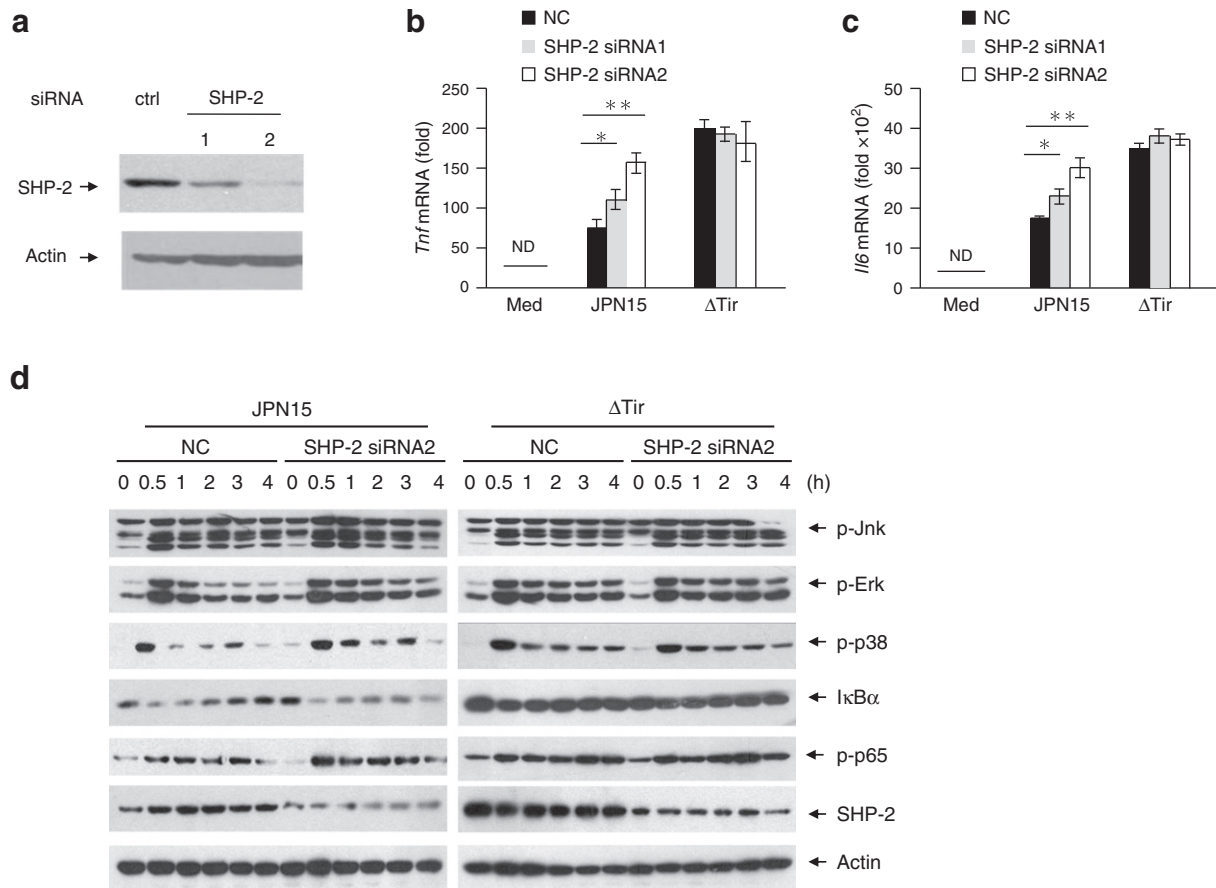 a
siRNA ctrl SHP-2
1 2
SHP-2
Actin
b
NC
SHP-2 siRNA1
SHP-2 siRNA2
Tnf mRNA (fold)
250
200
150
100
50
0
ND
*
**
Med JPN15 ΔTir
c
NC
SHP-2 siRNA1
SHP-2 siRNA2
Il6 mRNA (fold ×10²)
50
40
30
20
10
0
ND
*
**
Med JPN15 ΔTir
d
JPN15 ΔTir
NC SHP-2 siRNA2 NC SHP-2 siRNA2
0 0.5 1 2 3 4 0 0.5 1 2 3 4 0 0.5 1 2 3 4 0 0.5 1 2 3 4 (h)
p-Jnk
p-Erk
p-p38
IκBα
p-p65
SHP-2
Actin